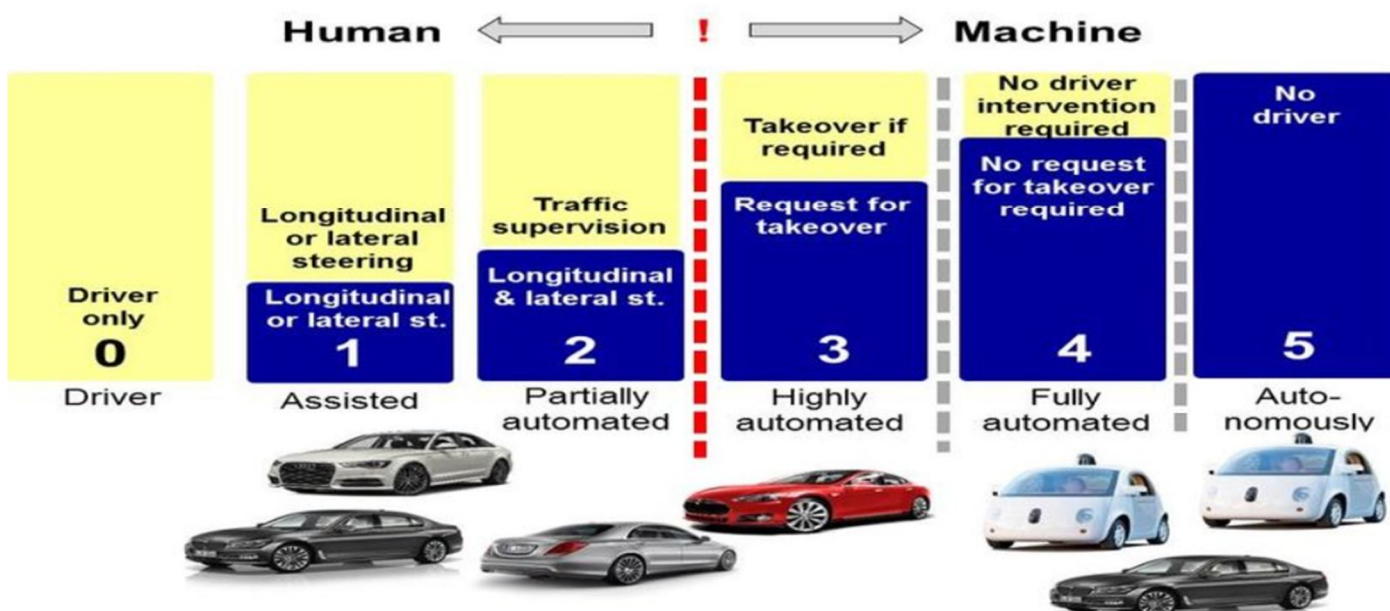 Human ! Machine
Driver
only
0
Driver
Longitudinal
or lateral
steering
Longitudinal
or lateral st.
1
Assisted
Traffic
supervision
Longitudinal
& lateral st.
2
Partially
automated
Takeover if
required
Request for
takeover
3
Highly
automated
No driver
intervention
required
No request
for takeover
required
4
Fully
automated
No
driver
5
Auto-
nomously